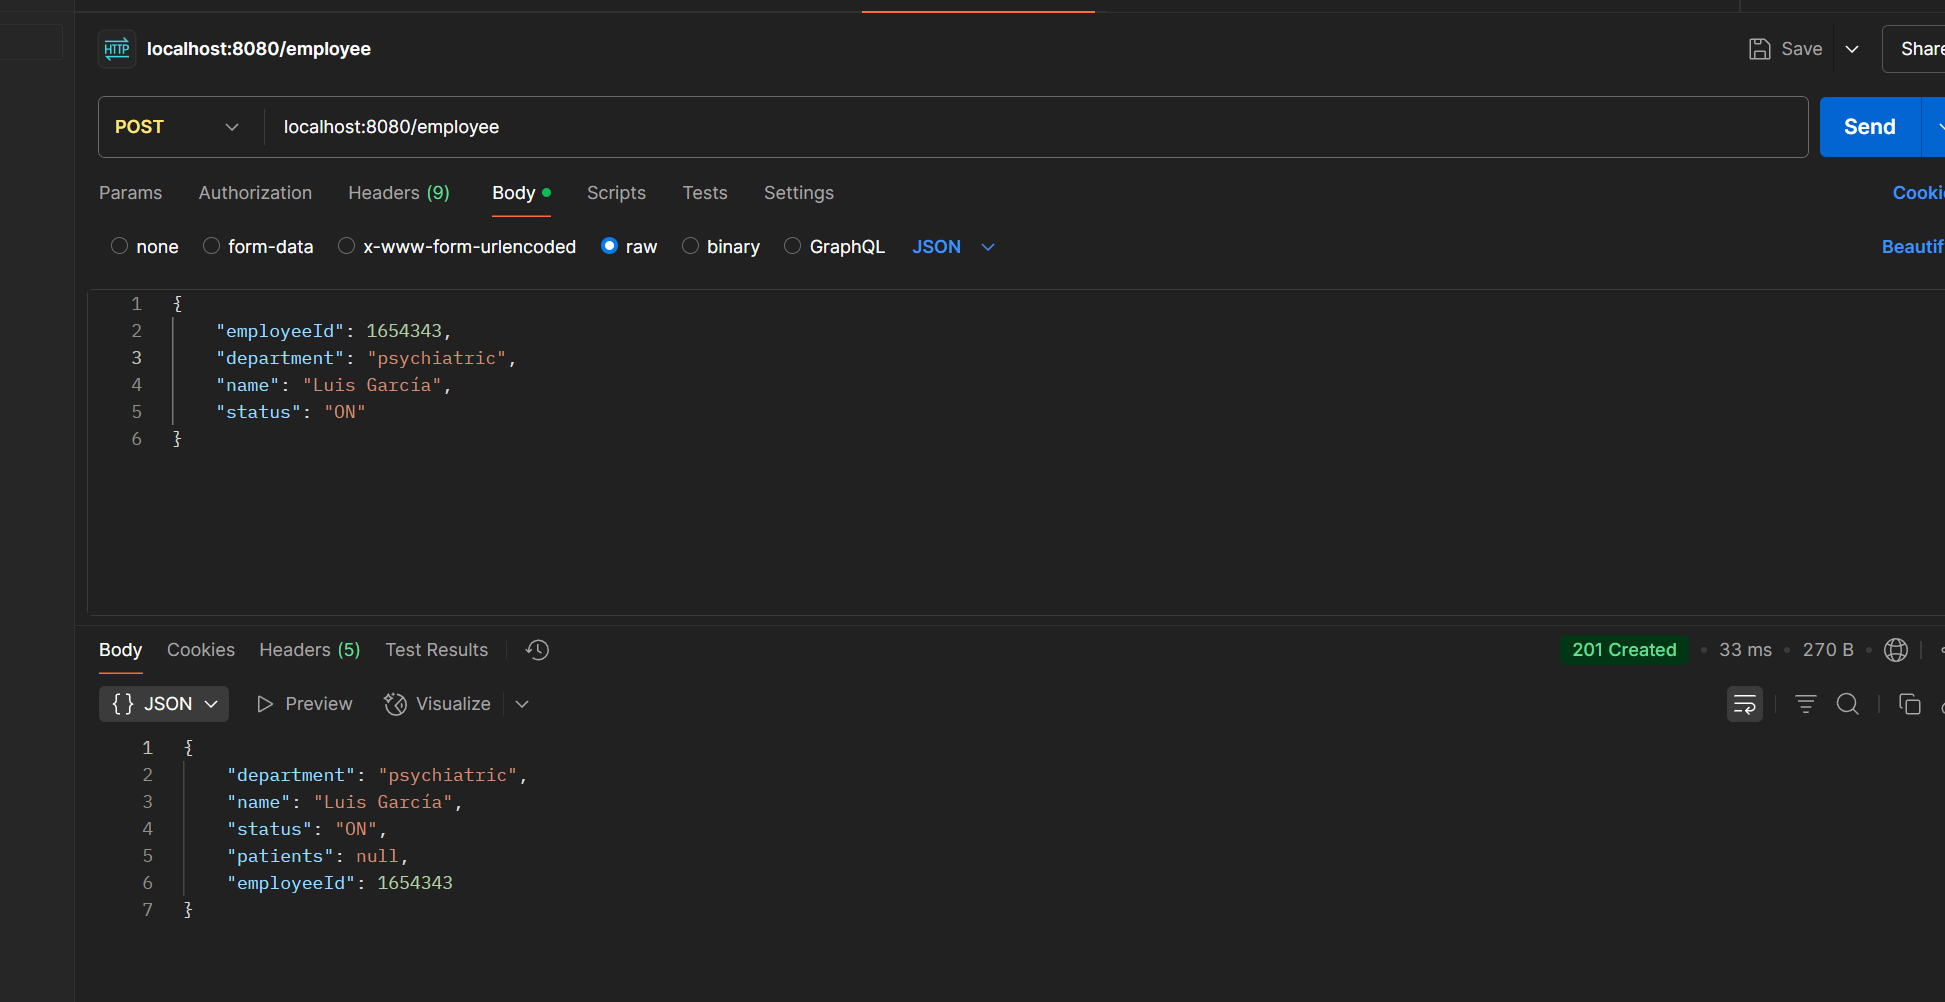 HTTP localhost:8080/employee Save
POST localhost:8080/employee Send
Params Authorization Headers (9) Body Scripts Tests Settings
none form-data x-www-form-urlencoded raw binary GraphQL JSON
1 {
2 "employeeId": 1654343,
3 "department": "psychiatric",
4 "name": "Luis García",
5 "status": "ON"
6 }
Body Cookies Headers (5) Test Results 201 Created • 33 ms • 270 B
{} JSON Preview Visualize
1 {
2 "department": "psychiatric",
3 "name": "Luis García",
4 "status": "ON",
5 "patients": null,
6 "employeeId": 1654343
7 }